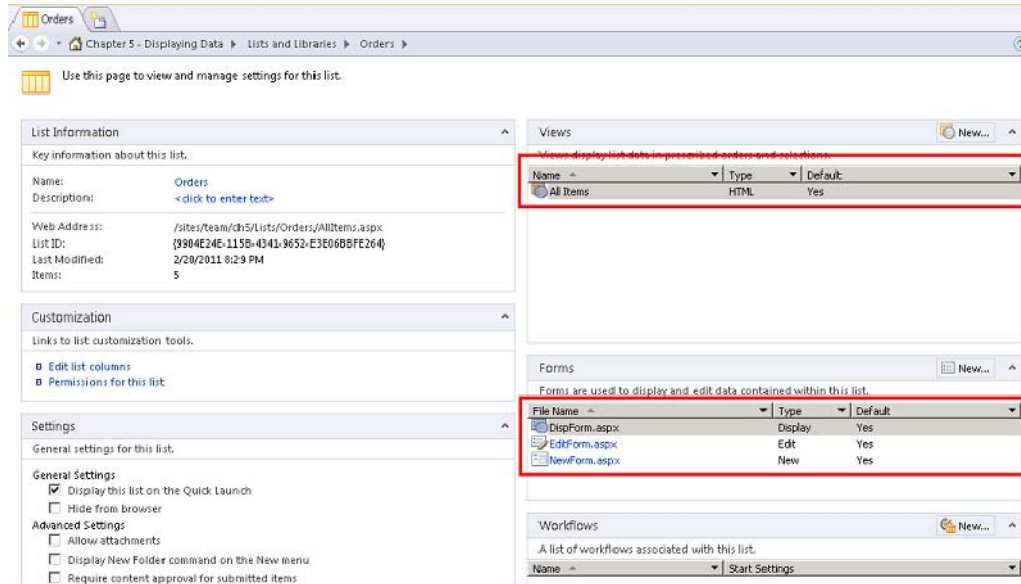 Orders
Chapter 5 - Displaying Data ▸ Lists and Libraries ▸ Orders ▸
Use this page to view and manage settings for this list.
List Information
Key information about this list.
Name: Orders
Description: <click to enter text>
Web Address: /sites/team/ch5/Lists/Orders/AllItems.aspx
List ID: {9904E24E-115B-4341-9652-E3E06BBFE264}
Last Modified: 2/20/2011 8:29 PM
Items: 5
Customization
Links to list customization tools.
Edit list columns
Permissions for this list
Settings
General settings for this list.
General Settings
Display this list on the Quick Launch
Hide from browser
Advanced Settings
Allow attachments
Display New Folder command on the New menu
Require content approval for submitted items
Views New...
Views display list data in prescribed orders and selections.
Name Type Default
All Items HTML Yes
Forms New...
Forms are used to display and edit data contained within this list.
File Name Type Default
DispForm.aspx Display Yes
EditForm.aspx Edit Yes
NewForm.aspx New Yes
Workflows New...
A list of workflows associated with this list.
Name Start Settings